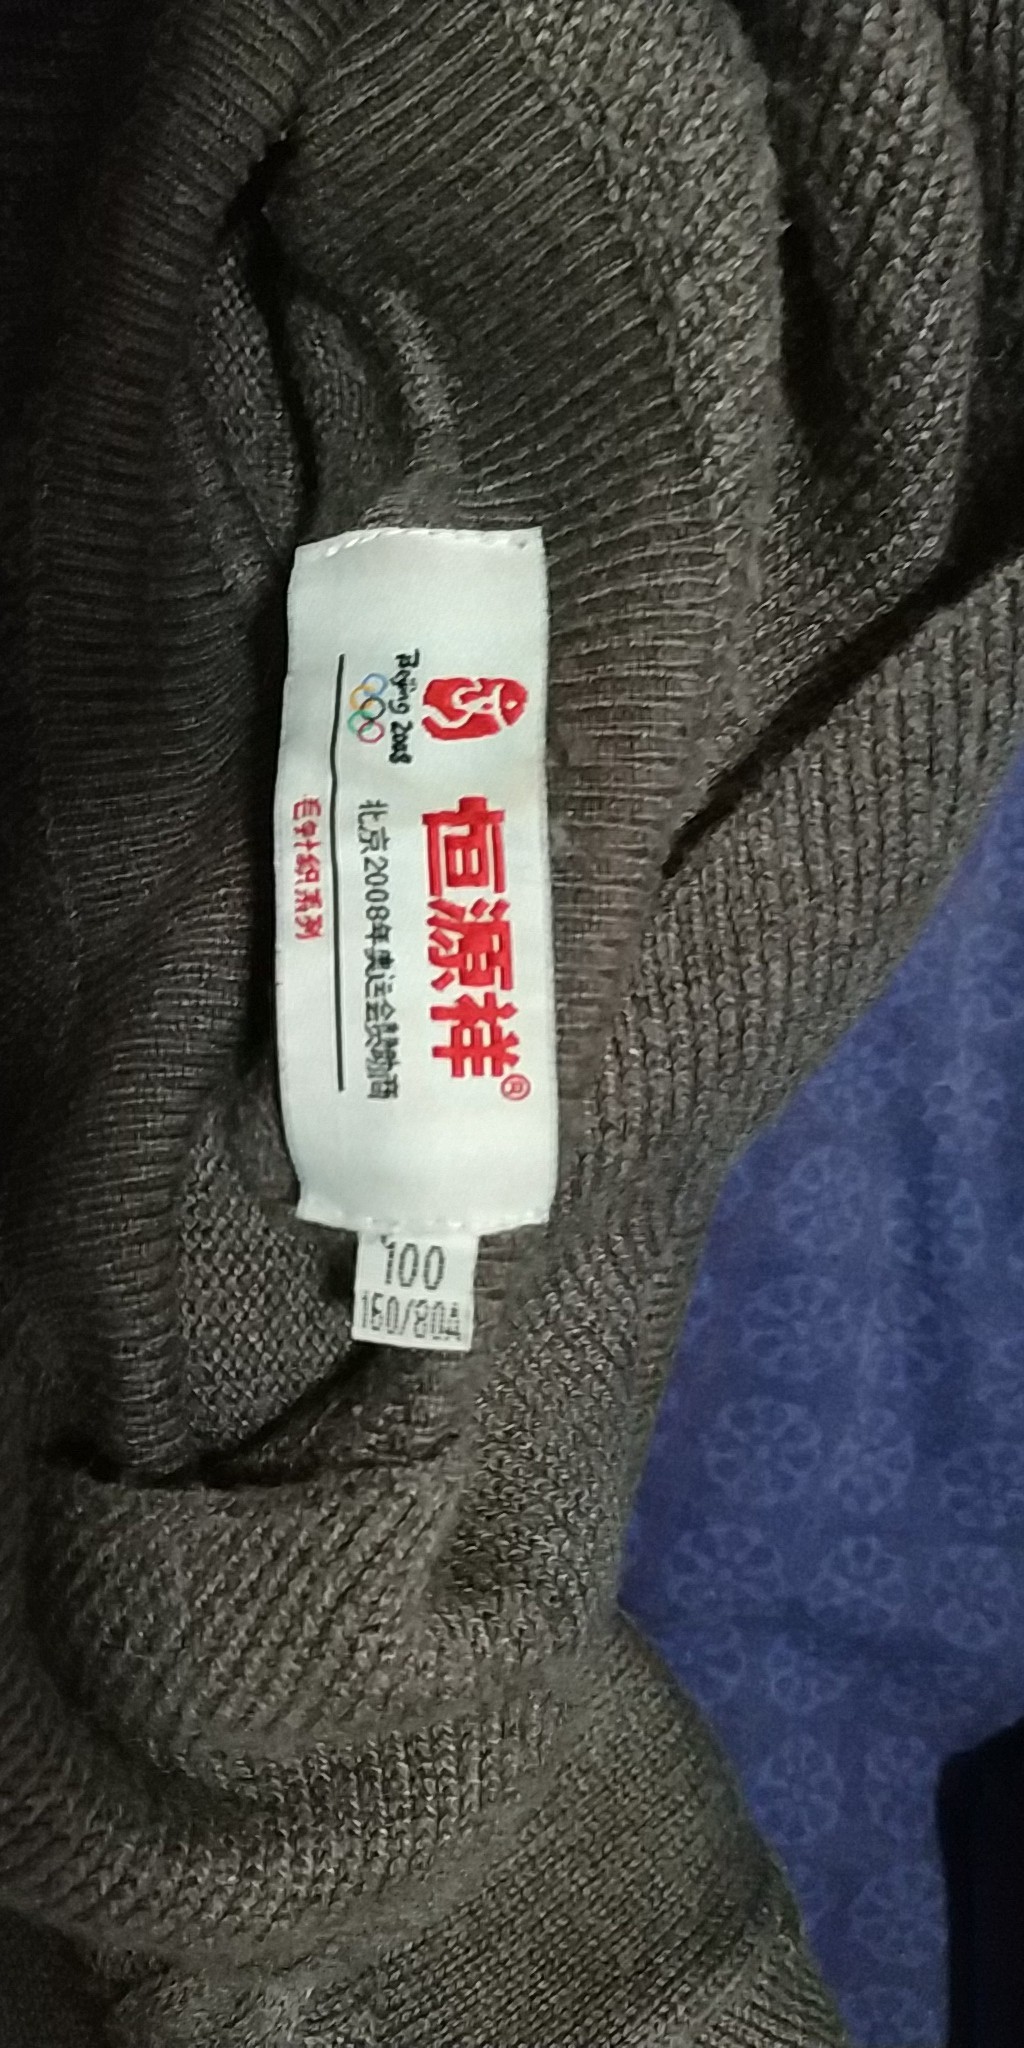 恒源祥®
Beijing 2008
北京2008年奥运会赞助商
毛针织系列
100
160/80